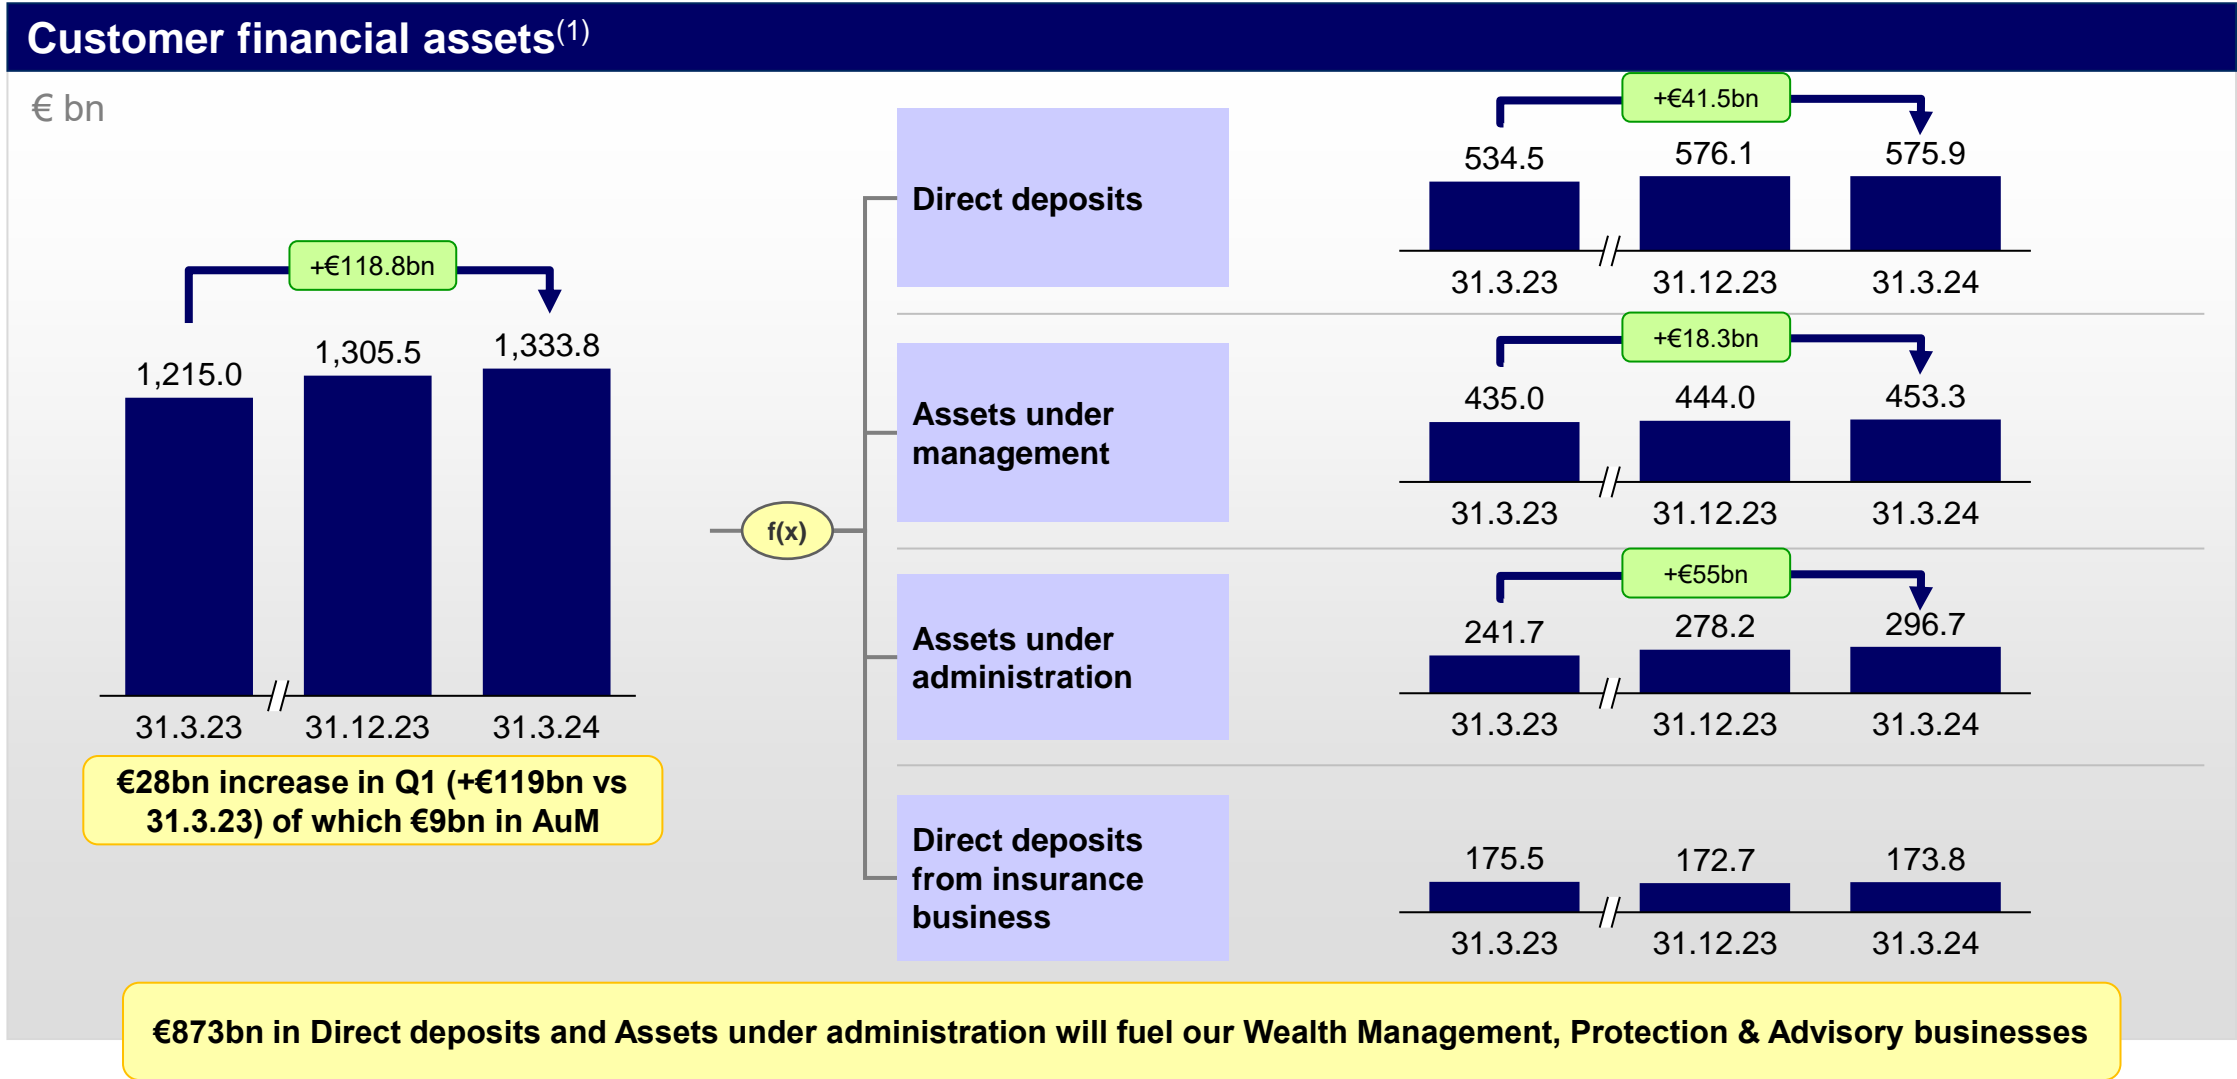 Customer financial assets(1)
€ bn
+€118.8bn
1,215.0
1,305.5
1,333.8
31.3.23
31.12.23
31.3.24
€28bn increase in Q1 (+€119bn vs
31.3.23) of which €9bn in AuM
f(x)
Direct deposits
+€41.5bn
534.5
576.1
575.9
31.3.23
31.12.23
31.3.24
Assets under
management
+€18.3bn
435.0
444.0
453.3
31.3.23
31.12.23
31.3.24
Assets under
administration
+€55bn
241.7
278.2
296.7
31.3.23
31.12.23
31.3.24
Direct deposits
from insurance
business
175.5
172.7
173.8
31.3.23
31.12.23
31.3.24
€873bn in Direct deposits and Assets under administration will fuel our Wealth Management, Protection & Advisory businesses